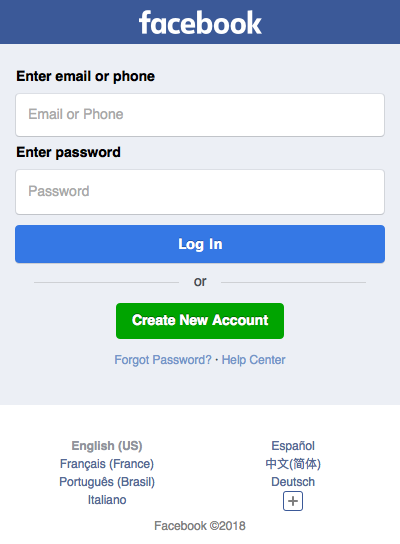 facebook
Enter email or phone
Email or Phone
Enter password
Password
Log In
or
Create New Account
Forgot Password? · Help Center
English (US) Español
Français (France) 中文(简体)
Português (Brasil) Deutsch
Italiano +
Facebook ©2018